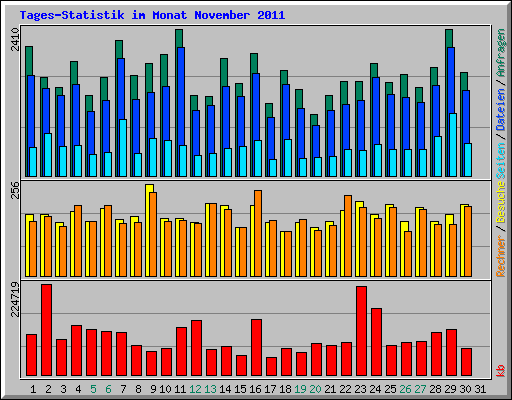 Tages-Statistik im Monat November 2011
2410
256
224719
Rechner / Besuche Seiten / Dateien / Anfragen
kb
1 2 3 4 5 6 7 8 9 10 11 12 13 14 15 16 17 18 19 20 21 22 23 24 25 26 27 28 29 30 31